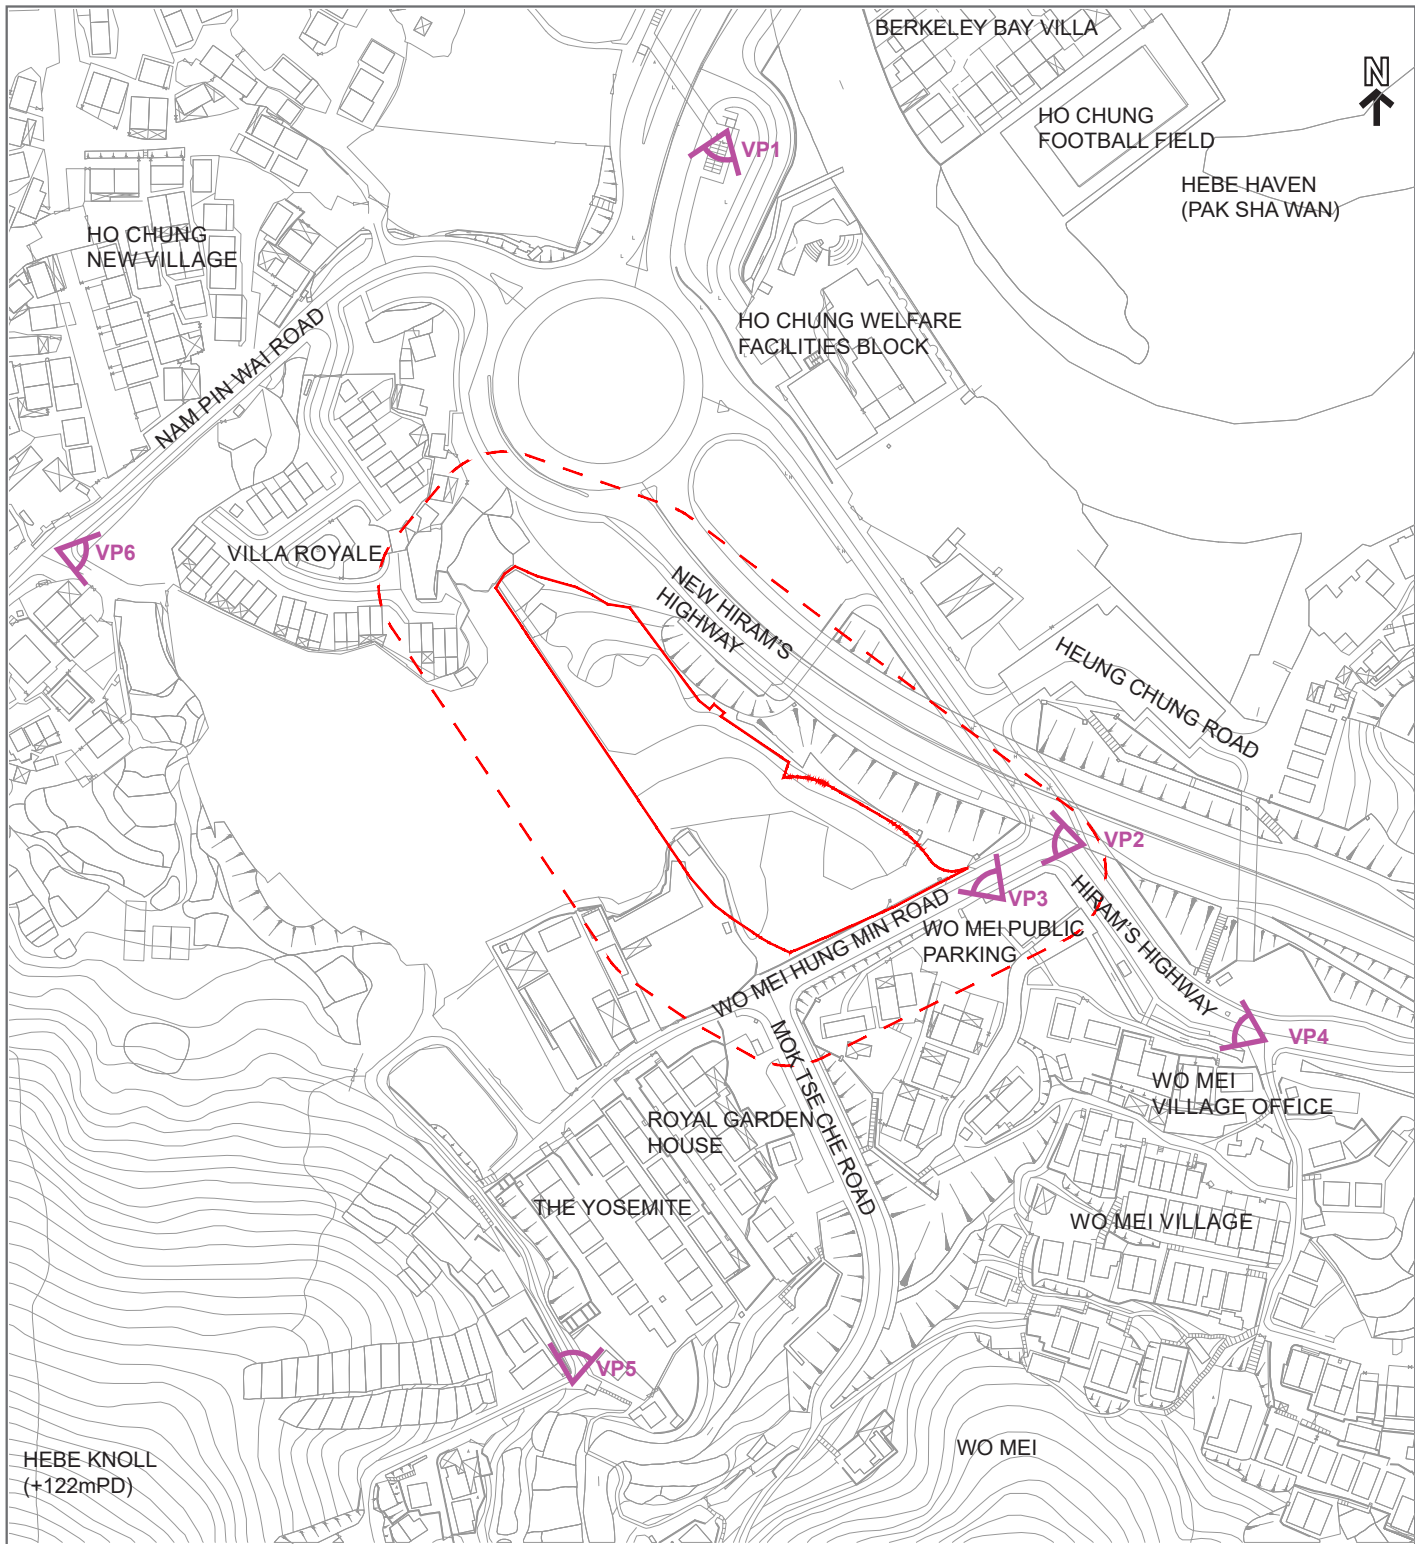 BERKELEY BAY VILLA
N
HO CHUNG
FOOTBALL FIELD
VP1
HEBE HAVEN
(PAK SHA WAN)
HO CHUNG
NEW VILLAGE
HO CHUNG WELFARE
FACILITIES BLOCK
NAM PIN WAI ROAD
VP6
VILLA ROYALE
NEW HIRAM'S
HIGHWAY
HEUNG CHUNG ROAD
VP2
VP3
HIRAM'S HIGHWAY
WO MEI PUBLIC
PARKING
WO MEI HUNG MIN ROAD
VP4
MOK TSE CHE ROAD
WO MEI
VILLAGE OFFICE
ROYAL GARDEN
HOUSE
THE YOSEMITE
WO MEI VILLAGE
VP5
HEBE KNOLL
(+122mPD)
WO MEI